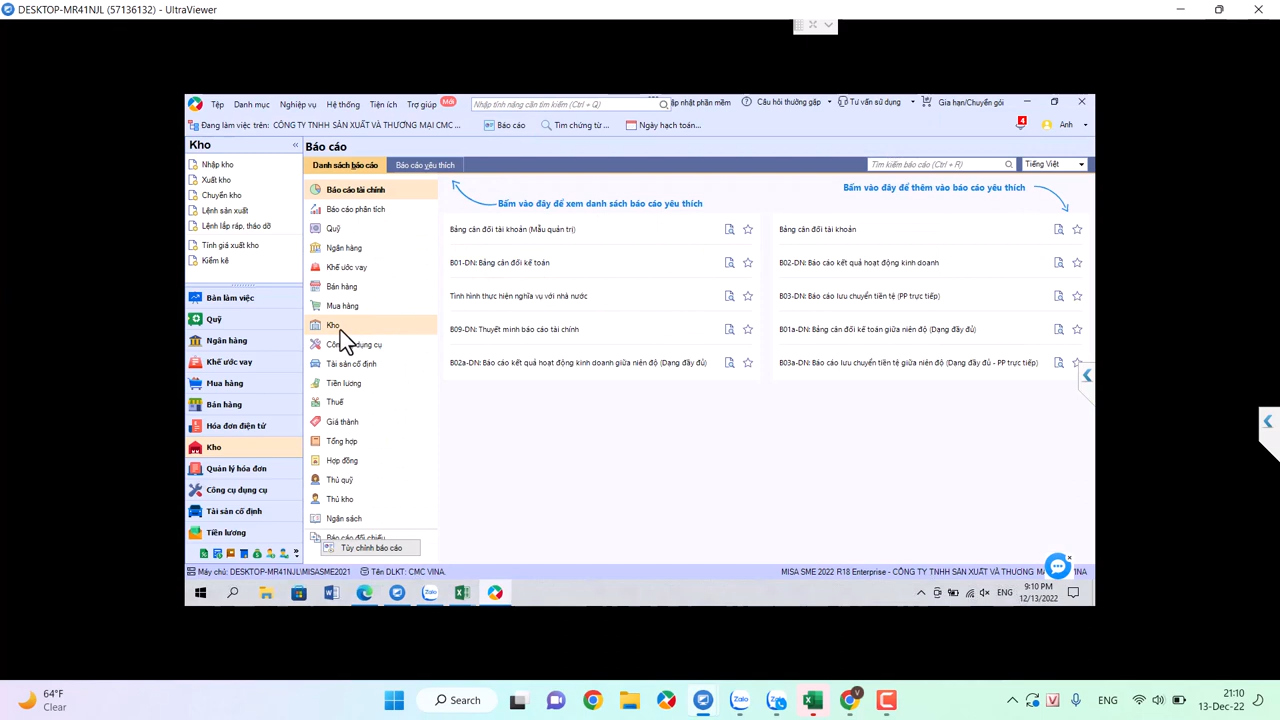 DESKTOP-MR41NJL (57136132) - UltraViewer
Tệp Danh mục Nghiệp vụ Hệ thống Tiện ích Trợ giúp Mới Nhập tính năng cần tìm kiếm (Ctrl + Q) ập nhật phần mềm Câu hỏi thường gặp Tư vấn sử dụng Gia hạn/Chuyển gói
Đang làm việc trên: CÔNG TY TNHH SẢN XUẤT VÀ THƯƠNG MẠI CMC ... Báo cáo Tìm chứng từ ... Ngày hạch toán... 4 Anh
Kho
Nhập kho
Xuất kho
Chuyển kho
Lệnh sản xuất
Lệnh lắp ráp, tháo dỡ
Tính giá xuất kho
Kiểm kê
Bàn làm việc
Quỹ
Ngân hàng
Khế ước vay
Mua hàng
Bán hàng
Hóa đơn điện tử
Kho
Quản lý hóa đơn
Công cụ dụng cụ
Tài sản cố định
Tiền lương
Báo cáo
Danh sách báo cáo Báo cáo yêu thích Tìm kiếm báo cáo (Ctrl + R) Tiếng Việt
Báo cáo tài chính
Báo cáo phân tích
Quỹ
Ngân hàng
Khế ước vay
Bán hàng
Mua hàng
Kho
Công cụ dụng cụ
Tài sản cố định
Tiền lương
Thuế
Giá thành
Tổng hợp
Hợp đồng
Thủ quỹ
Thủ kho
Ngân sách
Báo cáo đối chiếu
Tùy chỉnh báo cáo
Bấm vào đây để xem danh sách báo cáo yêu thích
Bấm vào đây để thêm vào báo cáo yêu thích
Bảng cân đối tài khoản (Mẫu quản trị) Bảng cân đối tài khoản
B01-DN: Bảng cân đối kế toán B02-DN: Báo cáo kết quả hoạt động kinh doanh
Tình hình thực hiện nghĩa vụ với nhà nước B03-DN: Báo cáo lưu chuyển tiền tệ (PP trực tiếp)
B09-DN: Thuyết minh báo cáo tài chính B01a-DN: Bảng cân đối kế toán giữa niên độ (Dạng đầy đủ)
B02a-DN: Báo cáo kết quả hoạt động kinh doanh giữa niên độ (Dạng đầy đủ) B03a-DN: Báo cáo lưu chuyển tiền tệ giữa niên độ (Dạng đầy đủ - PP trực tiếp)
Máy chủ: DESKTOP-MR41NJL\MISASME2021 Tên DLKT: CMC VINA. MISA SME 2022 R18 Enterprise - CÔNG TY TNHH SẢN XUẤT VÀ THƯƠNG MẠI CMC VINA
ENG 9:10 PM
12/13/2022
64°F
Clear
Search
ENG
21:10
13-Dec-22